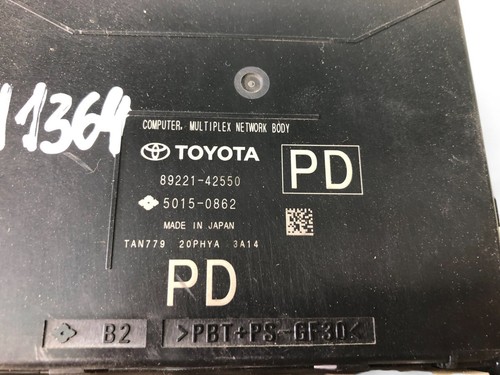 11364
COMPUTER, MULTIPLEX NETWORK BODY
TOYOTA
PD
89221-42550
5015-0862
MADE IN JAPAN
TAN779 20PHYA 3A14
PD
B2 >PBT+PS-GF30<